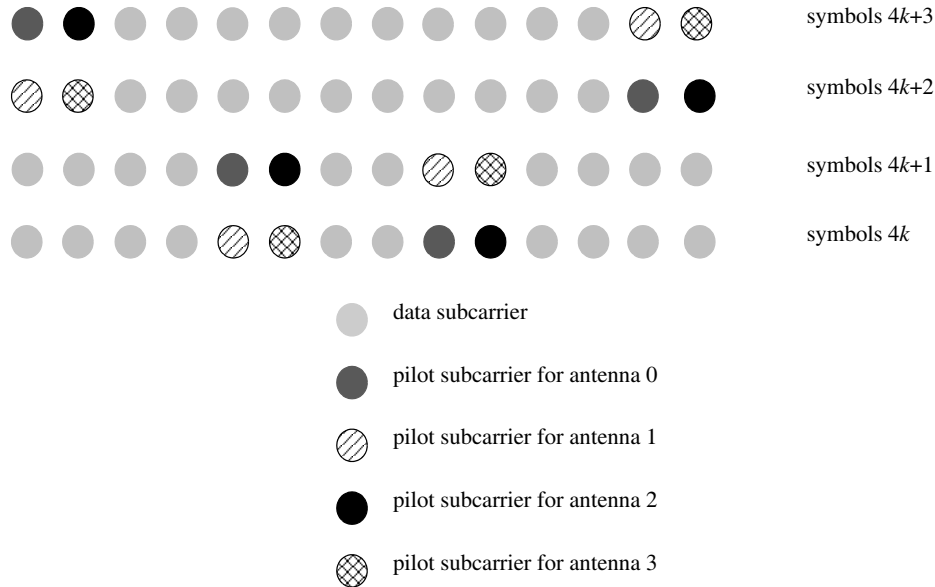 symbols 4k+3
symbols 4k+2
symbols 4k+1
symbols 4k
data subcarrier
pilot subcarrier for antenna 0
pilot subcarrier for antenna 1
pilot subcarrier for antenna 2
pilot subcarrier for antenna 3